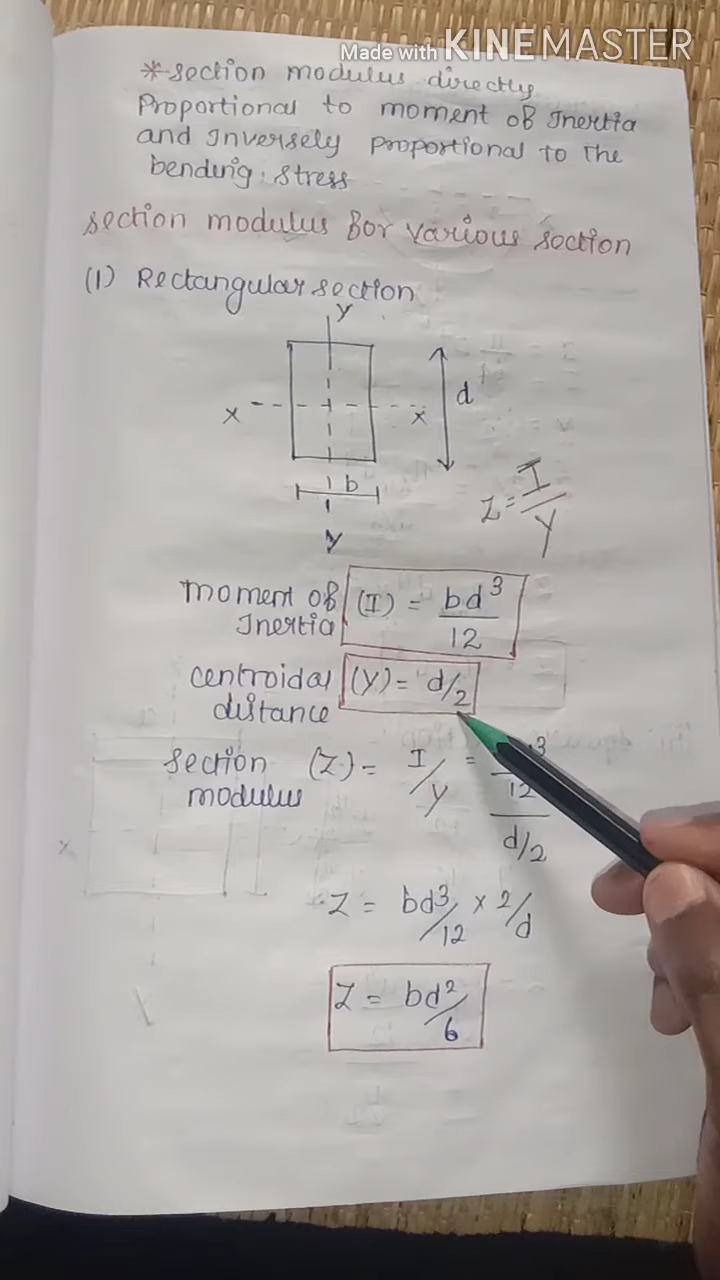 Made with KINEMASTER
*section modulus directly
Proportional to moment of Inertia
and Inversely proportional to The
bending stress
section modulus for various section
(1) Rectangular section
y
d
x x
b
y
Z = I/Y
moment of (I) = bd³/12
Inertia
centroidal (Y) = d/2
distance
section (Z) = I/Y =
modulus
12
d/2
Z = bd³/12 × 2/d
Z = bd²/6